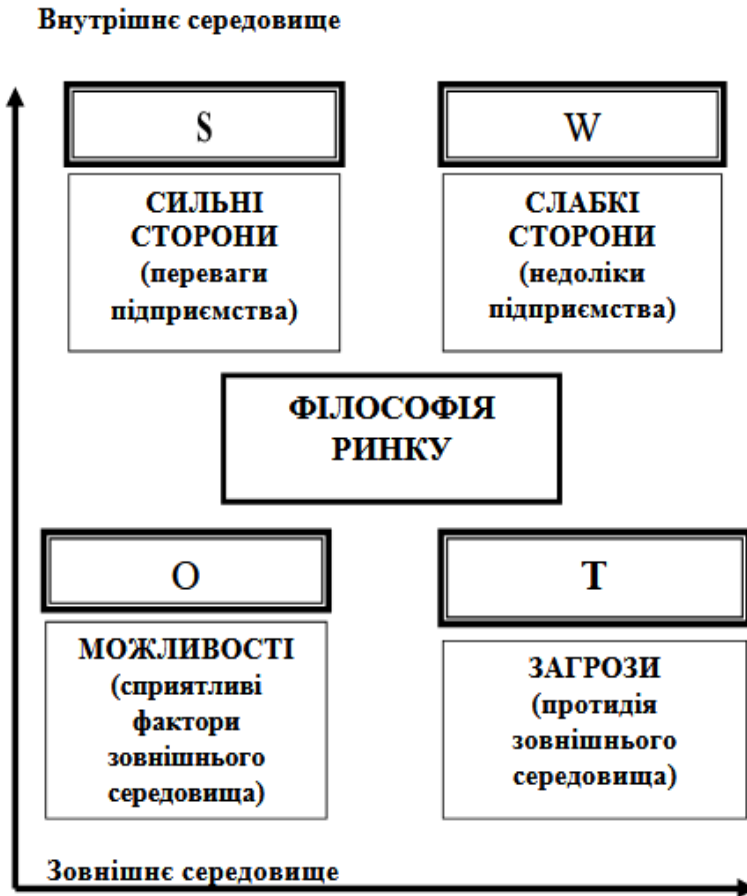 Внутрішнє середовище
S
W
СИЛЬНІ
СТОРОНИ
(переваги
підприємства)
СЛАБКІ
СТОРОНИ
(недоліки
підприємства)
ФІЛОСОФІЯ
РИНКУ
О
Т
МОЖЛИВОСТІ
(сприятливі
фактори
зовнішнього
середовища)
ЗАГРОЗИ
(протидія
зовнішнього
середовища)
Зовнішнє середовище